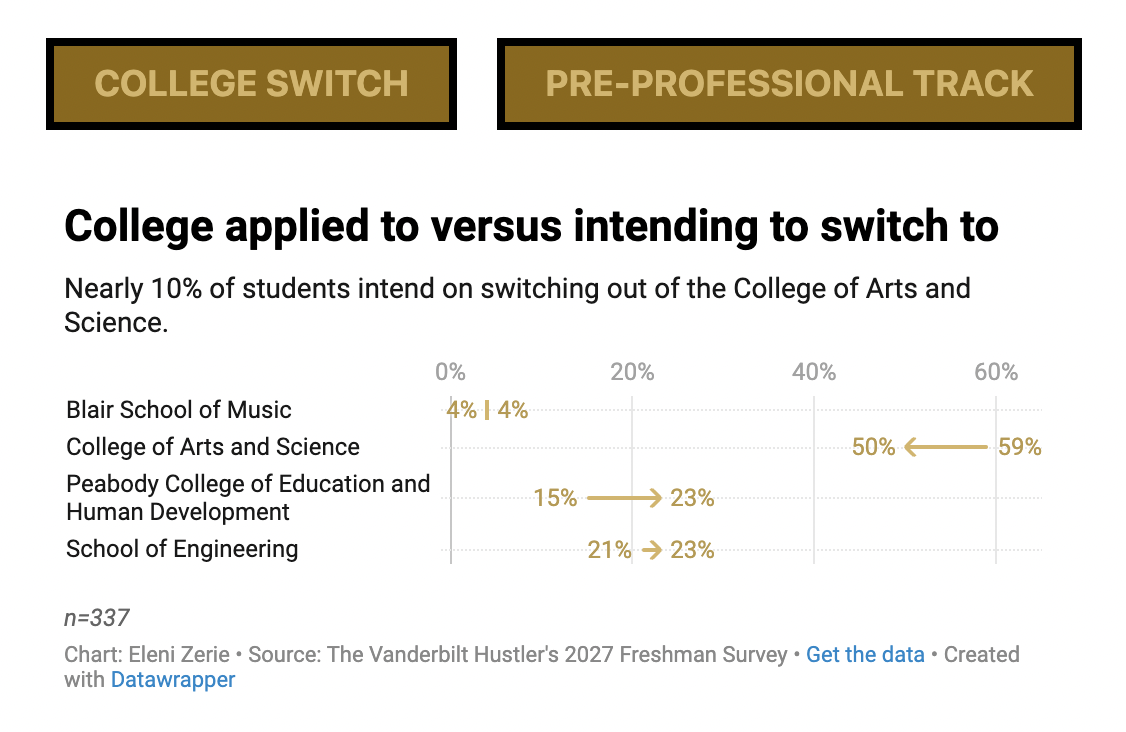 COLLEGE SWITCH
PRE-PROFESSIONAL TRACK
College applied to versus intending to switch to
Nearly 10% of students intend on switching out of the College of Arts and
Science.
0% 20% 40% 60%
Blair School of Music 4% 4%
College of Arts and Science 50% 59%
Peabody College of Education and
Human Development 15% 23%
School of Engineering 21% 23%
n=337
Chart: Eleni Zerie • Source: The Vanderbilt Hustler's 2027 Freshman Survey • Get the data • Created
with Datawrapper